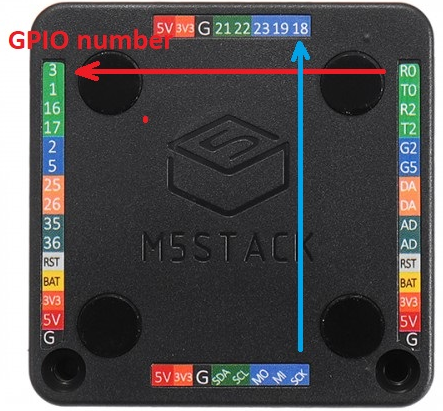 5V 3V3 G 21 22 23 19 18
GPIO number
3 R0
1 T0
16 R2
17 T2
2 G2
5 G5
25 DA
26 DA
35 AD
36 AD
RST RST
BAT BAT
3V3 3V3
5V 5V
G G
M5STACK
5V 3V3 G SDA SCL MO MI SCK